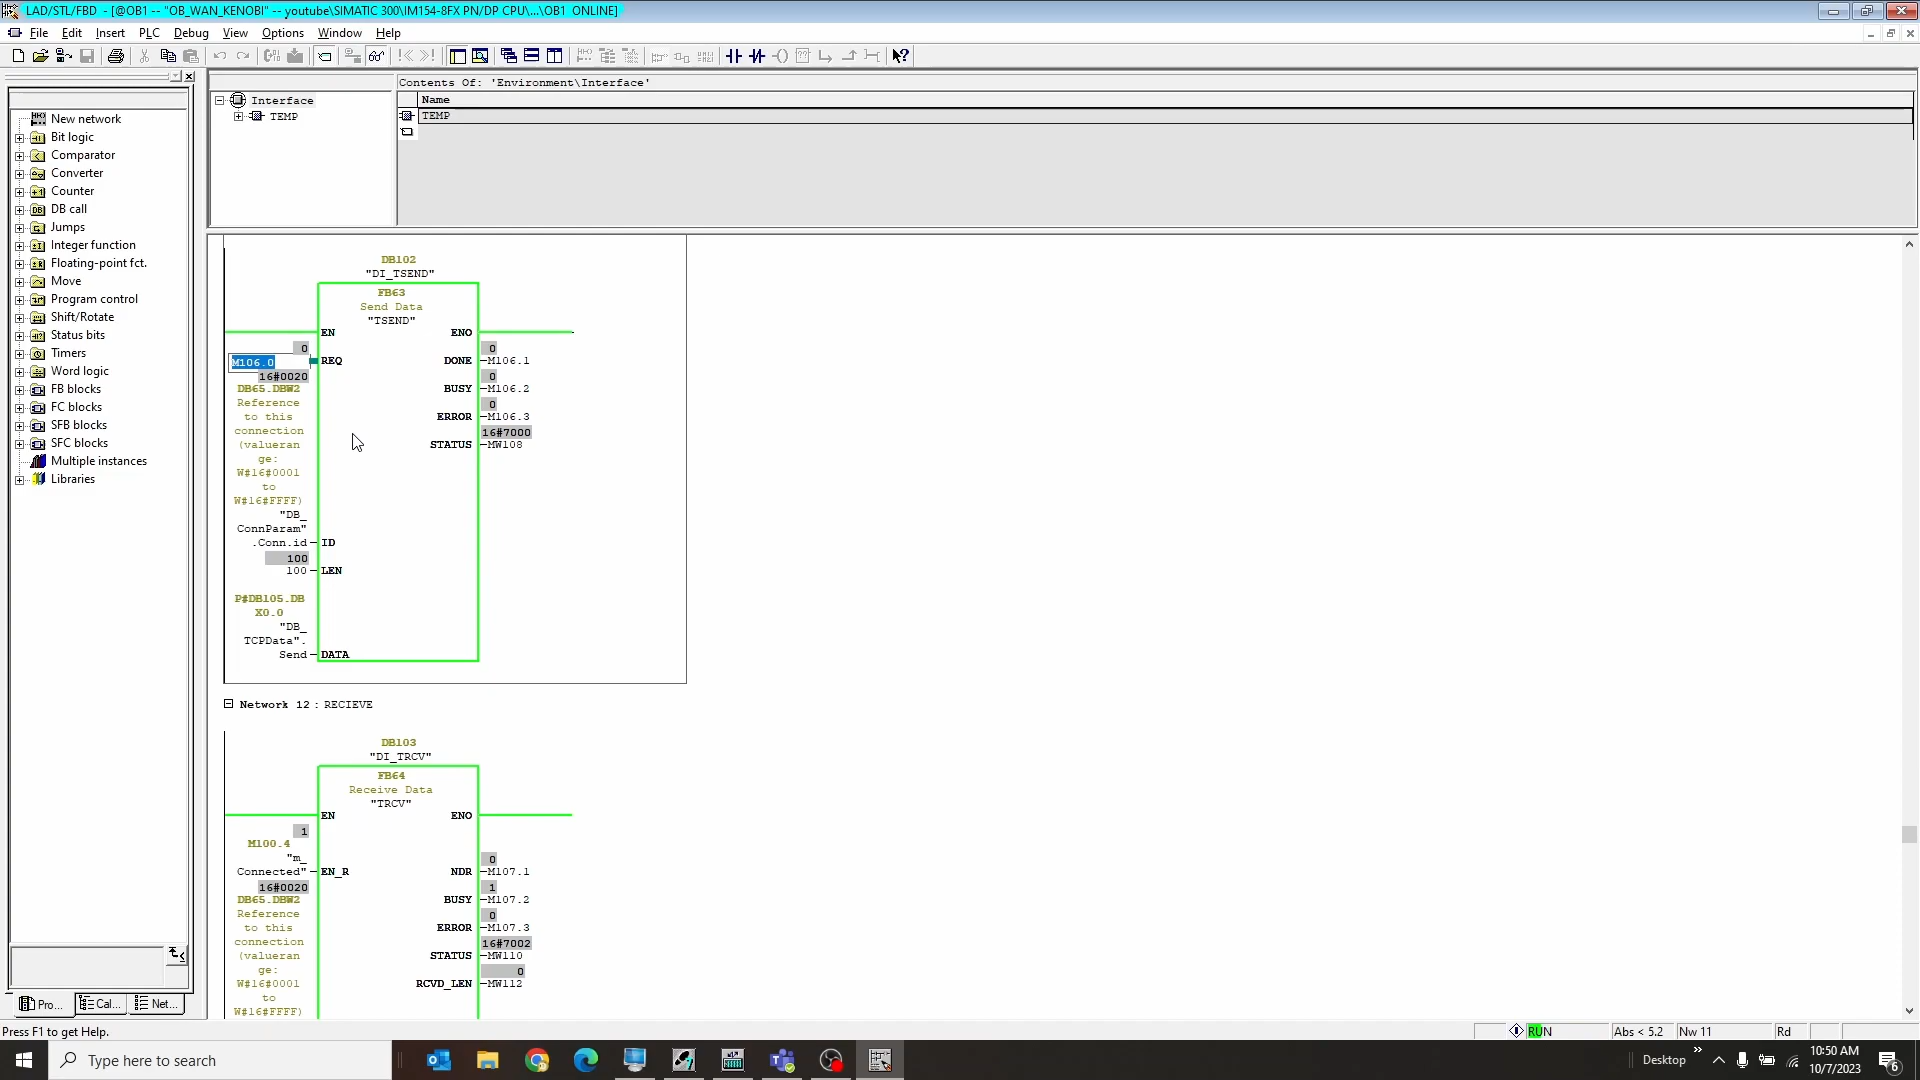 LAD/STL/FBD - [@OB1 -- "OB_WAN_KENOBI" -- youtube\SIMATIC 300\IM154-8FX PN/DP CPU\...\OB1 ONLINE]
File Edit Insert PLC Debug View Options Window Help
New network
Bit logic
Comparator
Converter
Counter
DB call
Jumps
Integer function
Floating-point fct.
Move
Program control
Shift/Rotate
Status bits
Timers
Word logic
FB blocks
FC blocks
SFB blocks
SFC blocks
Multiple instances
Libraries
Pro... Cal... Net...
Interface
TEMP
Contents Of: 'Environment\Interface'
Name
TEMP
DB102
"DI_TSEND"
FB63
Send Data
"TSEND"
EN ENO
0 0
M106.0 REQ DONE M106.1
16#0020 0
DB65.DBW2 BUSY M106.2
Reference 0
to this ERROR M106.3
connection 16#7000
(valueran STATUS MW108
ge:
W#16#0001
to
W#16#FFFF)
"DB_
ConnParam"
.Conn.id ID
100
100 LEN
P#DB105.DB
X0.0
"DB_
TCPData".
Send DATA
Network 12 : RECIEVE
DB103
"DI_TRCV"
FB64
Receive Data
"TRCV"
EN ENO
1
M100.4
"m_ 0
Connected" EN_R NDR M107.1
16#0020 1
DB65.DBW2 BUSY M107.2
Reference 0
to this ERROR M107.3
connection 16#7002
(valueran STATUS MW110
ge: 0
W#16#0001 RCVD_LEN MW112
to
W#16#FFFF)
Press F1 to get Help.
RUN Abs < 5.2 Nw 11 Rd
Type here to search
Desktop
10:50 AM
10/7/2023
6